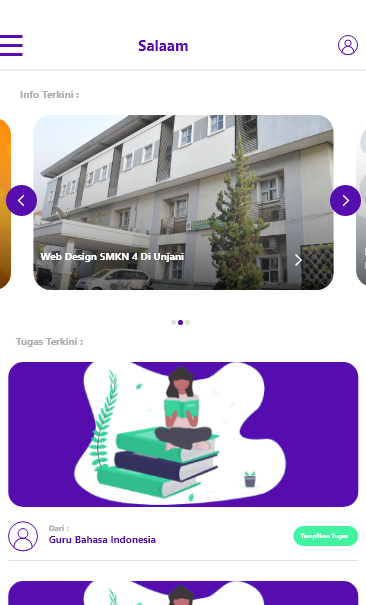 Salaam
Info Terkini :
Web Design SMKN 4 Di Unjani
Tugas Terkini :
Dari :
Guru Bahasa Indonesia
Tampilkan Tugas